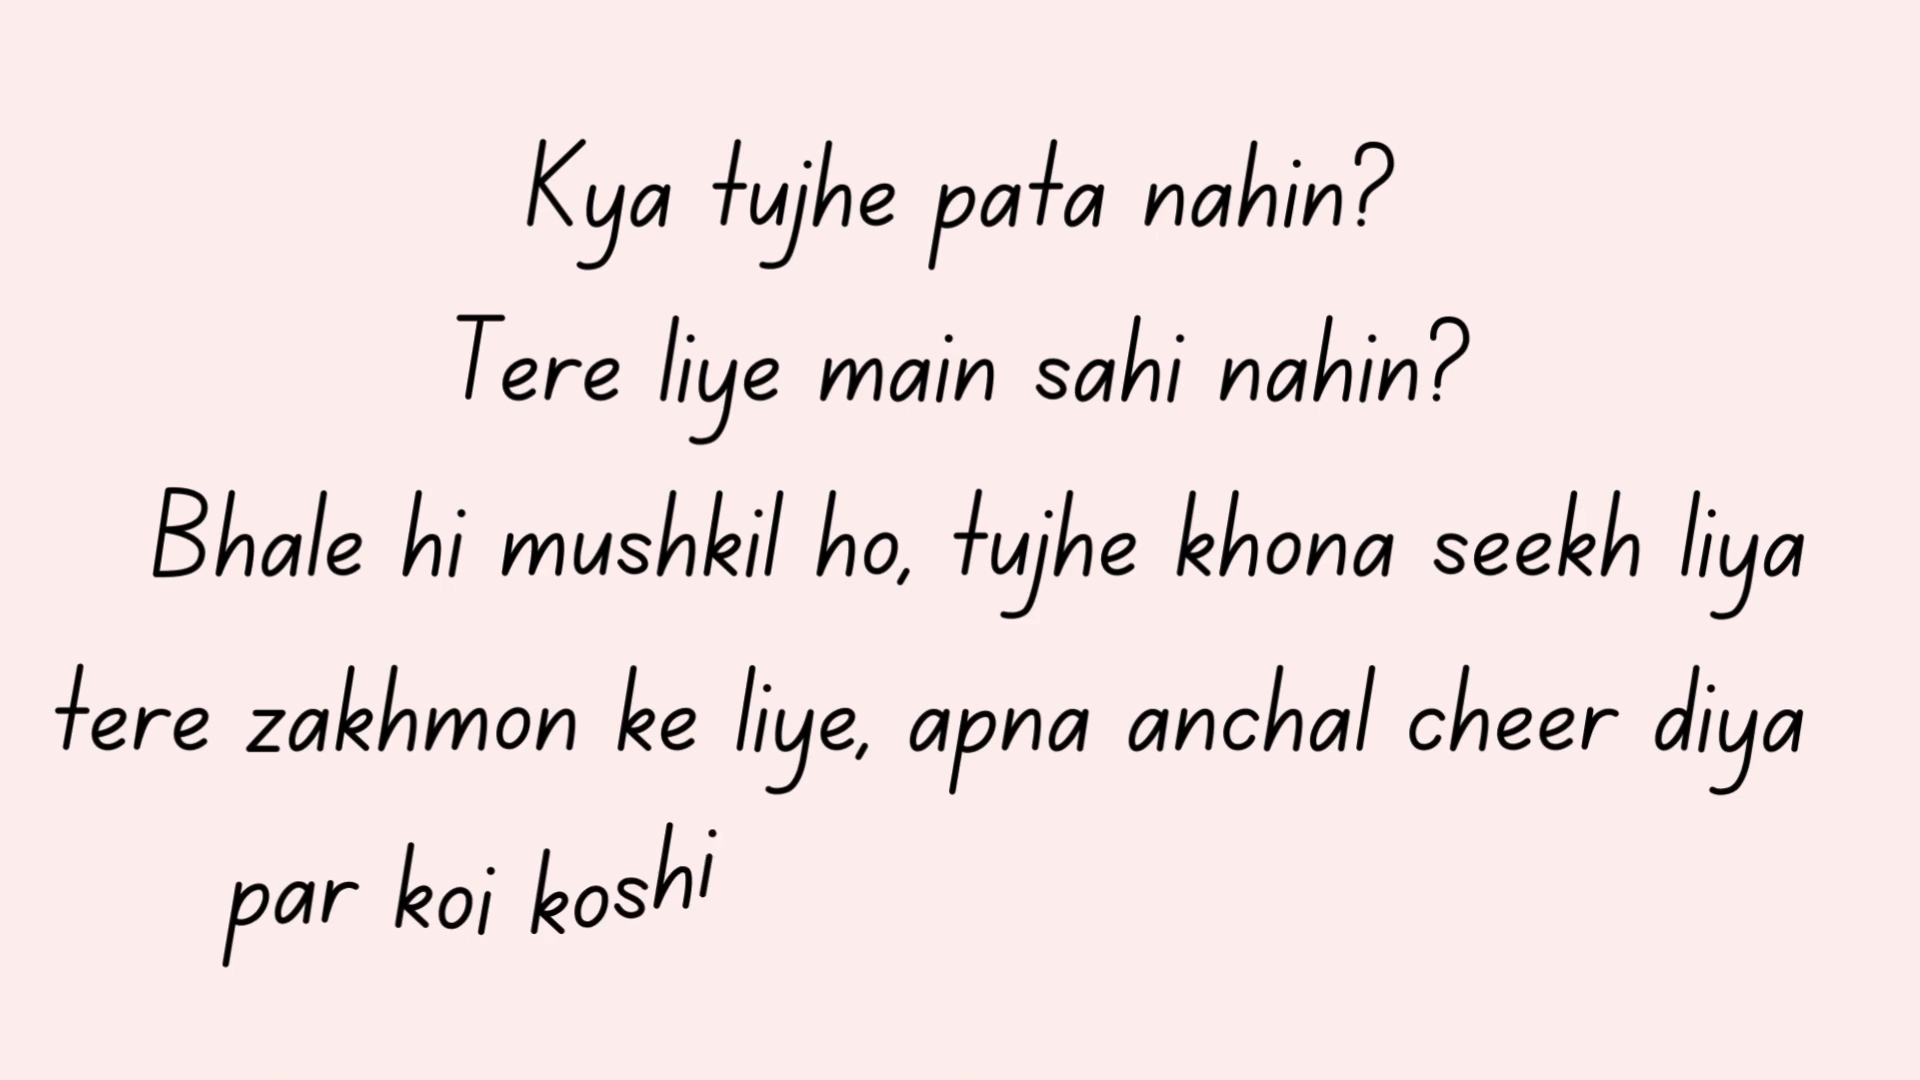 Kya tujhe pata nahin?
Tere liye main sahi nahin?
Bhale hi mushkil ho, tujhe khona seekh liya
tere zakhmon ke liye, apna anchal cheer diya
par koi koshi